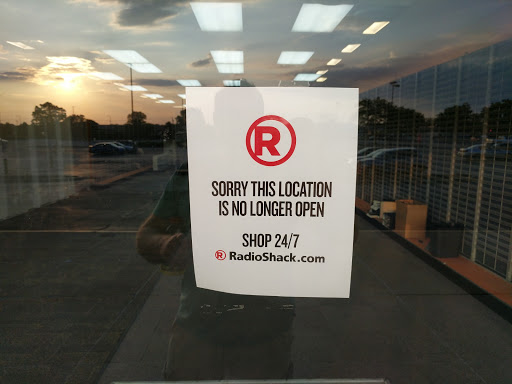 R
SORRY THIS LOCATION
IS NO LONGER OPEN
SHOP 24/7
R RadioShack.com